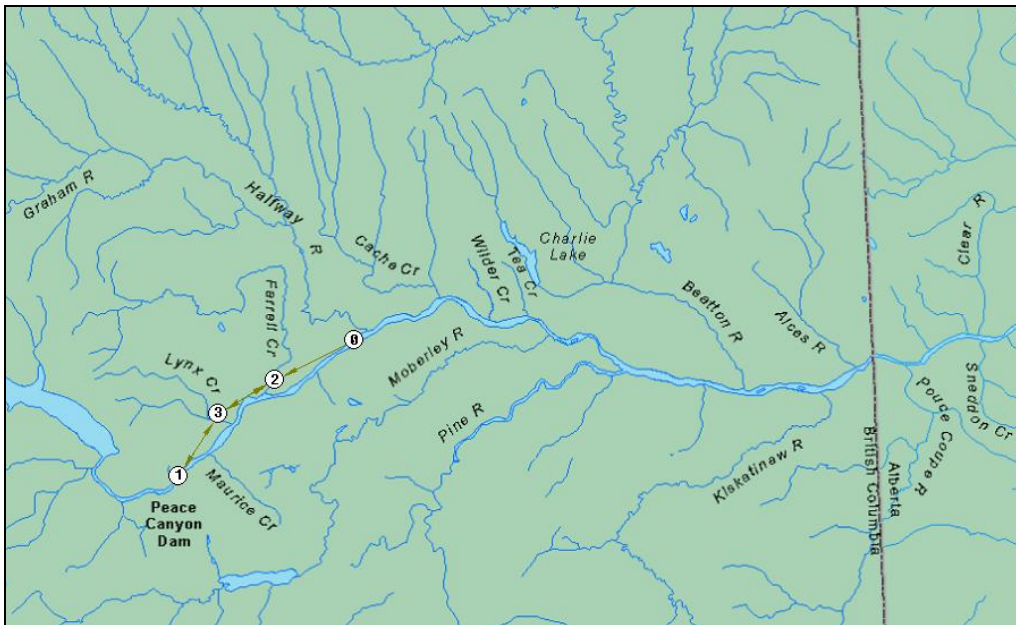 Graham R
Halfway R
Cache Cr
Farrell Cr
Lynx Cr
Wilder Cr
Tea Cr
Charlie
Lake
Moberley R
Pine R
Beatton R
Alces R
Clear R
0
2
3
1
Maurice Cr
Peace
Canyon
Dam
Kiskatinaw R
British Columbia
Alberta
Pouce Coupe R
Sneddon Cr